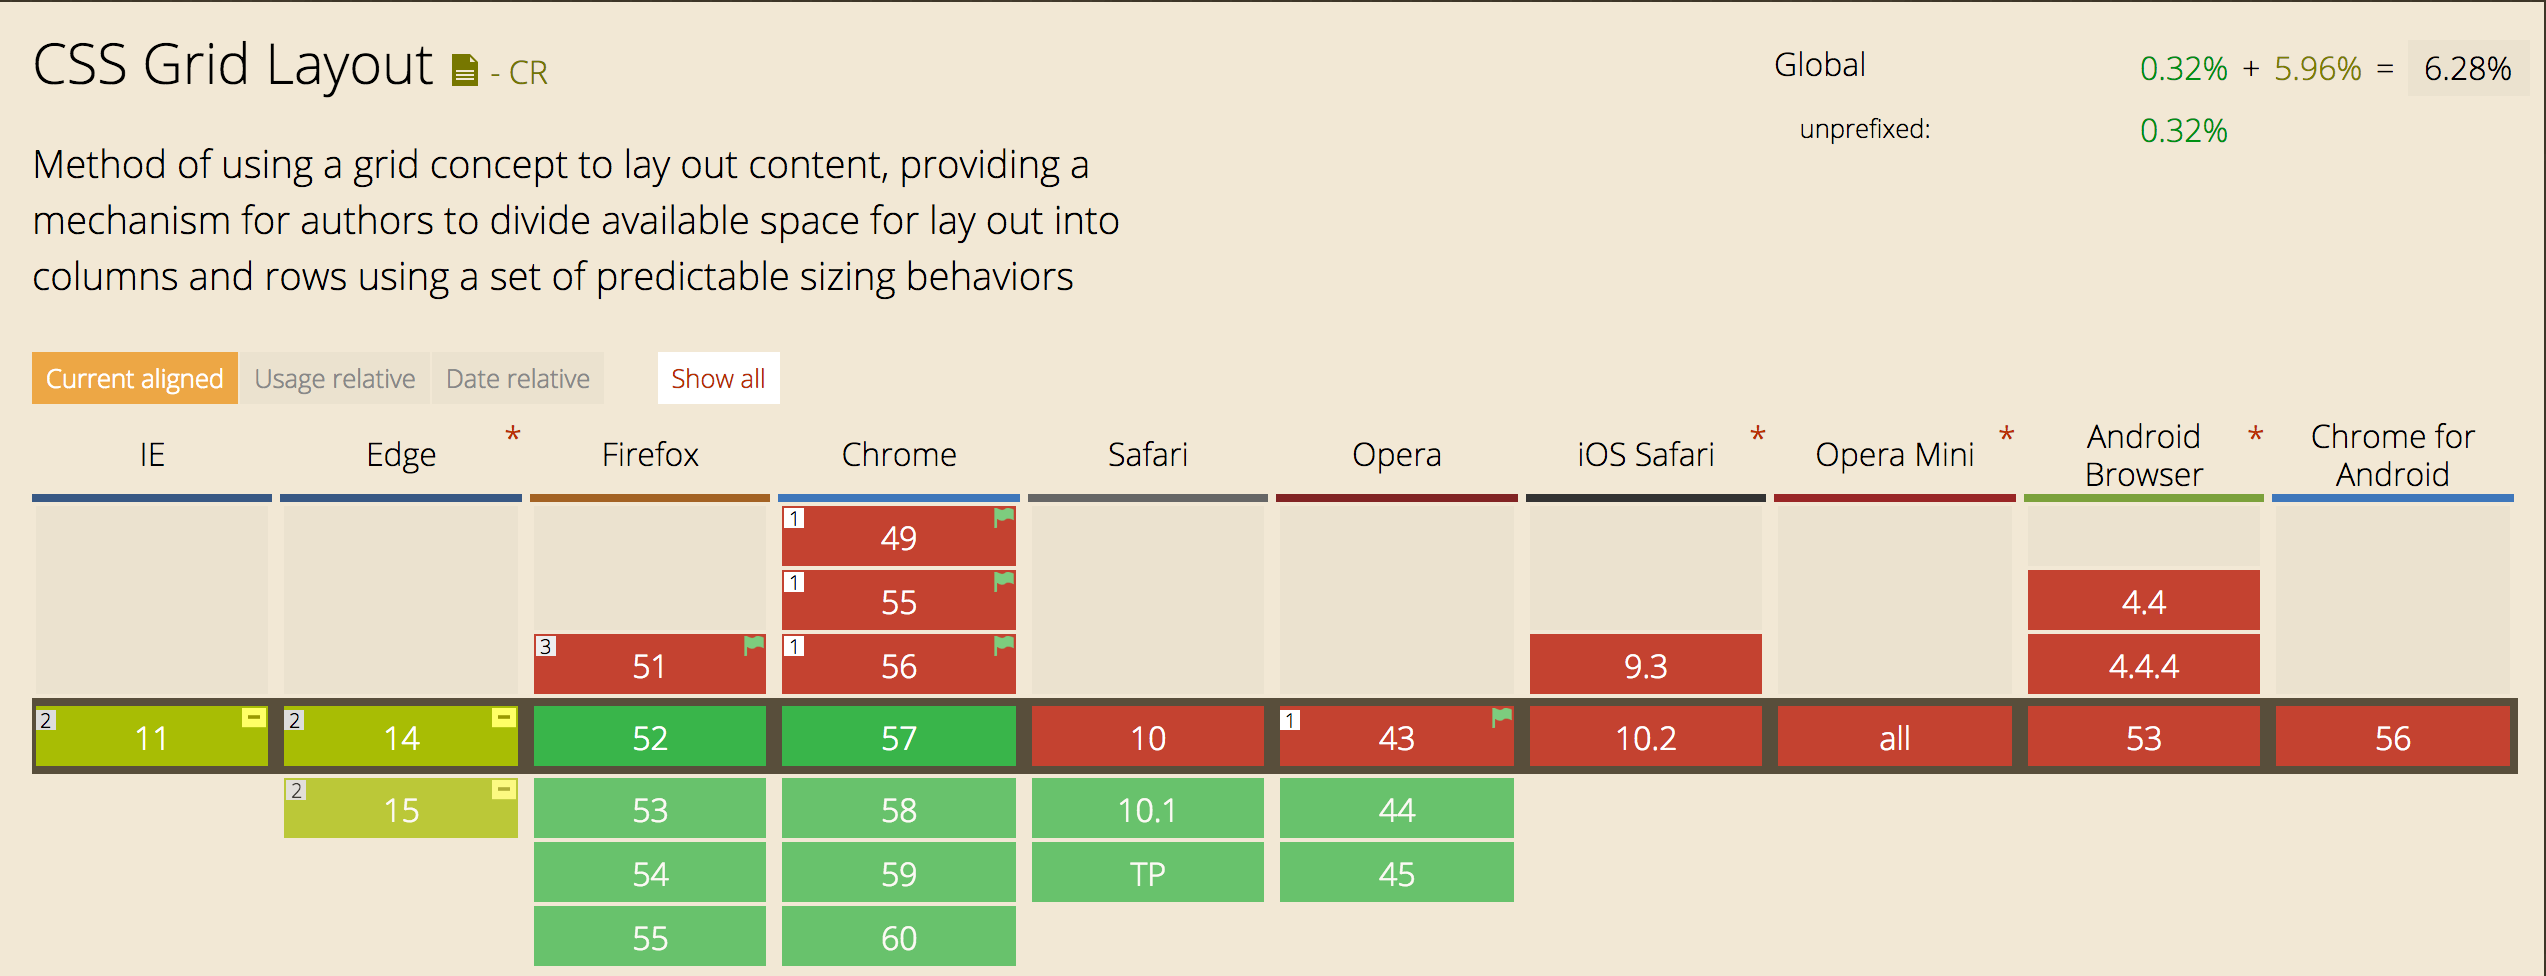 CSS Grid Layout - CR
Global 0.32% + 5.96% = 6.28%
unprefixed: 0.32%
Method of using a grid concept to lay out content, providing a
mechanism for authors to divide available space for lay out into
columns and rows using a set of predictable sizing behaviors
Current aligned Usage relative Date relative Show all
IE Edge * Firefox Chrome Safari Opera iOS Safari * Opera Mini * Android Browser * Chrome for Android
1 49
1 55 4.4
3 51 1 56 9.3 4.4.4
2 11 - 2 14 - 52 57 10 1 43 10.2 all 53 56
2 15 - 53 58 10.1 44
54 59 TP 45
55 60